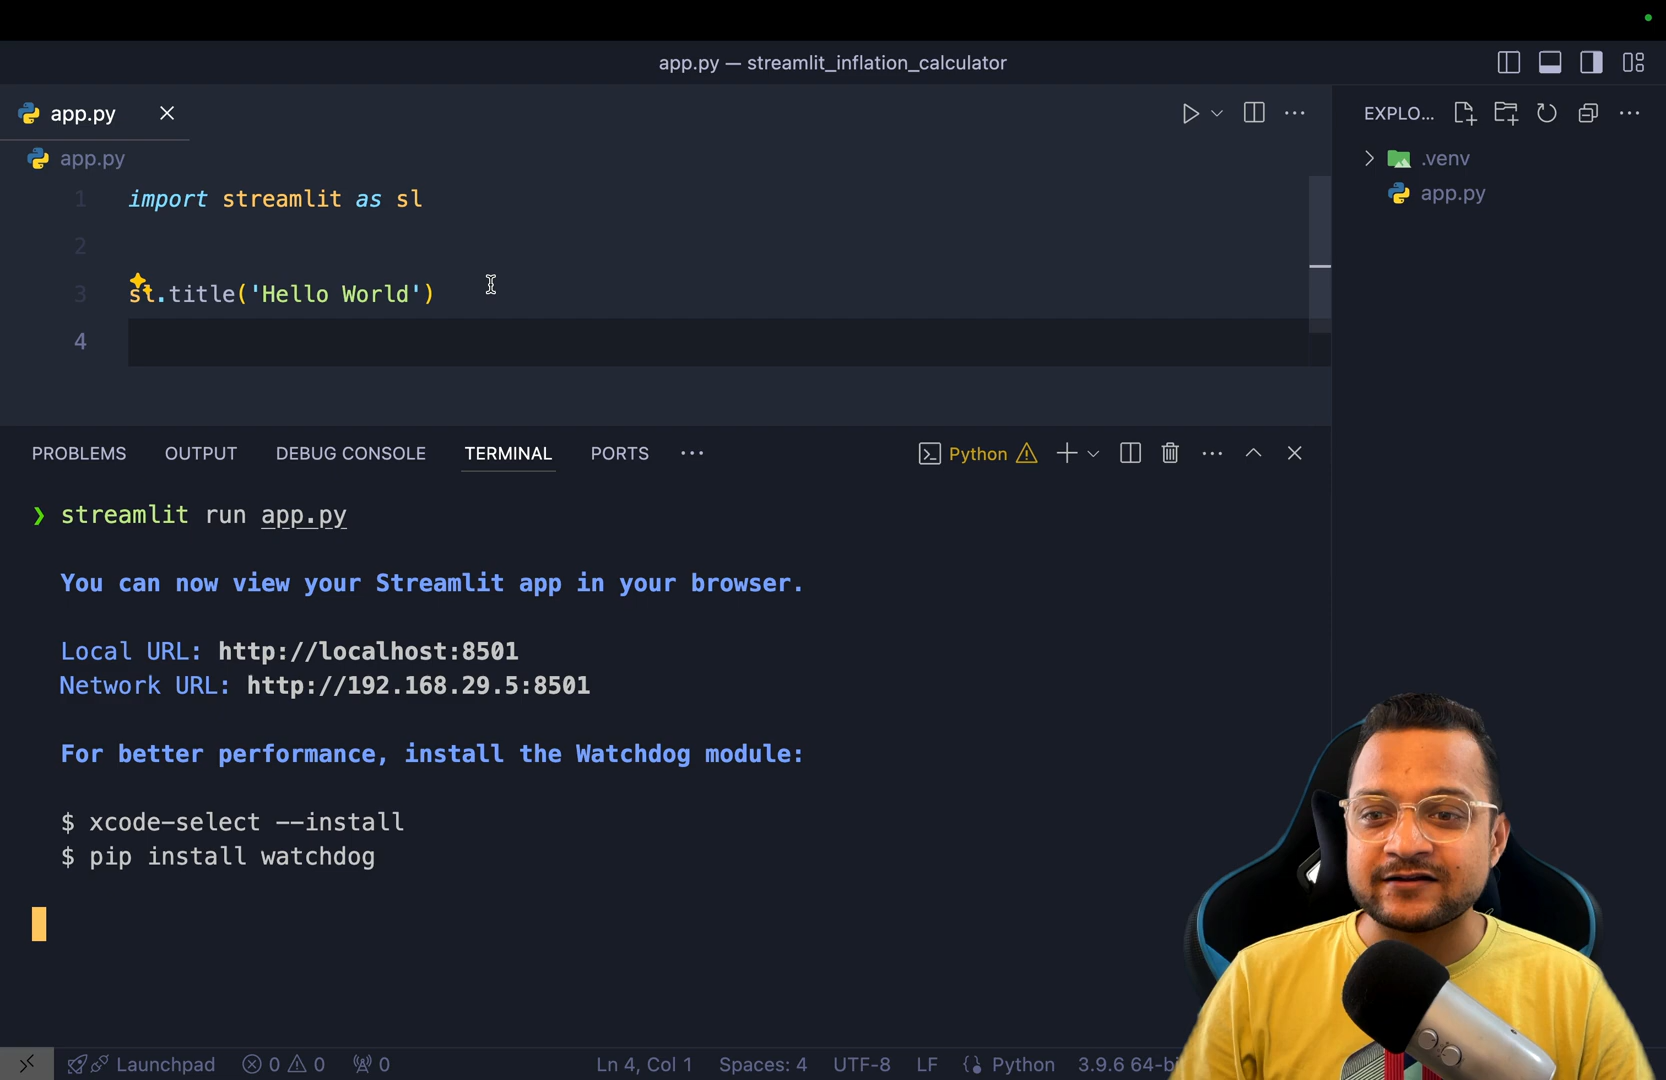 app.py — streamlit_inflation_calculator
app.py
EXPLO...
app.py
.venv
app.py
1 import streamlit as sl
2
3 sl.title('Hello World')
4
PROBLEMS OUTPUT DEBUG CONSOLE TERMINAL PORTS
Python
❯ streamlit run app.py
You can now view your Streamlit app in your browser.
Local URL: http://localhost:8501
Network URL: http://192.168.29.5:8501
For better performance, install the Watchdog module:
$ xcode-select --install
$ pip install watchdog
Launchpad 0 0 0 Ln 4, Col 1 Spaces: 4 UTF-8 LF Python 3.9.6 64-bi